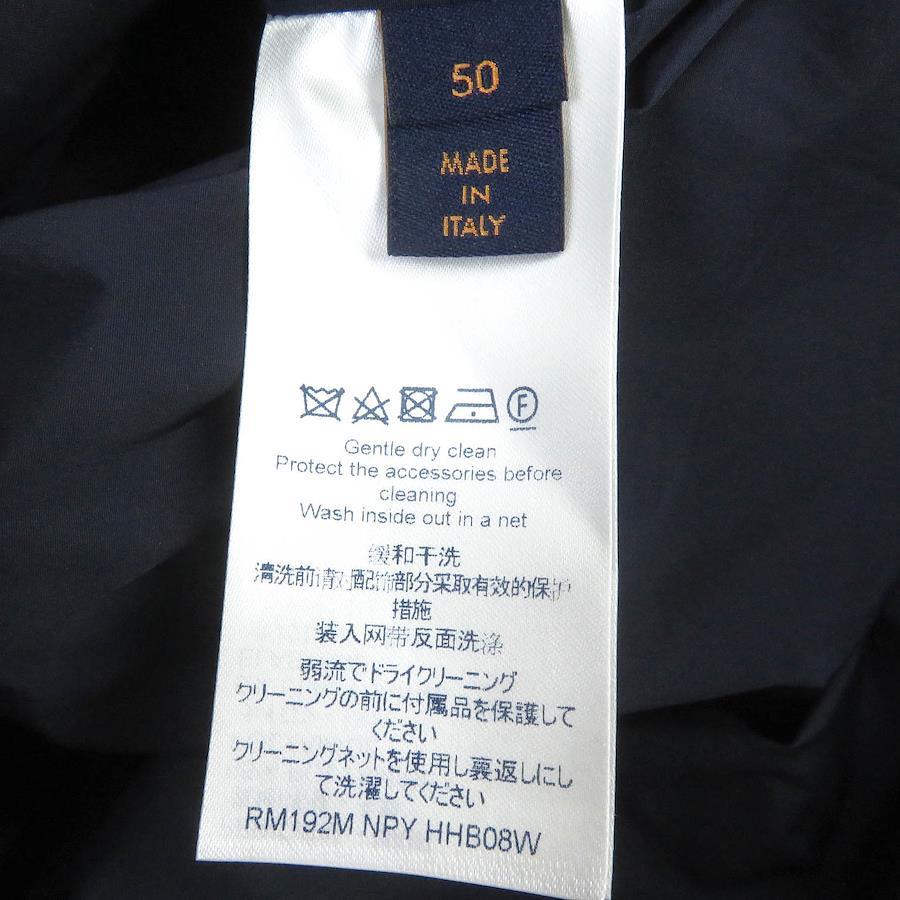 50
MADE
IN
ITALY
F
Gentle dry clean
Protect the accessories before
cleaning
Wash inside out in a net
缓和干洗
清洗前请对配饰部分采取有效的保护
措施
装入网带反面洗涤
弱流でドライクリーニング
クリーニングの前に付属品を保護して
ください
クリーニングネットを使用し裏返しにし
て洗濯してください
RM192M NPY HHB08W